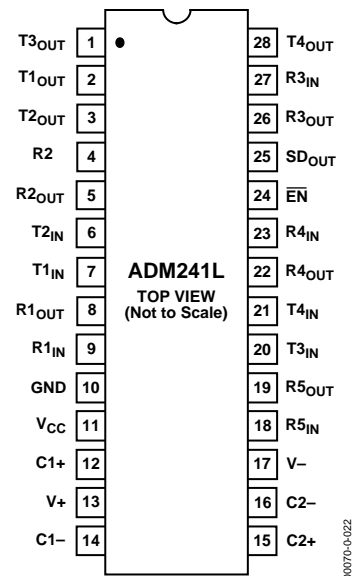 T3OUT 1 28 T4OUT
T1OUT 2 27 R3IN
T2OUT 3 26 R3OUT
R2 4 25 SDOUT
R2OUT 5 24 E̅N̅
T2IN 6 23 R4IN
T1IN 7 ADM241L 22 R4OUT
TOP VIEW
(Not to Scale)
R1OUT 8 21 T4IN
R1IN 9 20 T3IN
GND 10 19 R5OUT
VCC 11 18 R5IN
C1+ 12 17 V–
V+ 13 16 C2–
C1– 14 15 C2+
00070-0-022